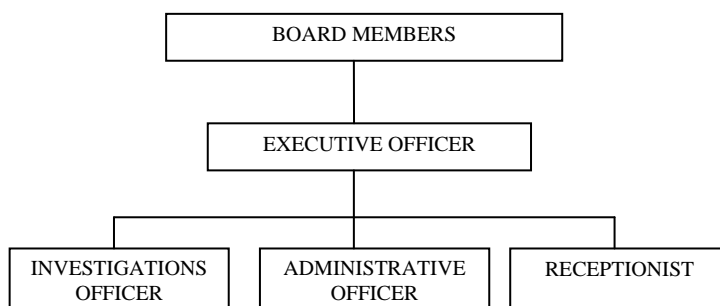 BOARD MEMBERS
EXECUTIVE OFFICER
INVESTIGATIONS
OFFICER
ADMINISTRATIVE
OFFICER
RECEPTIONIST